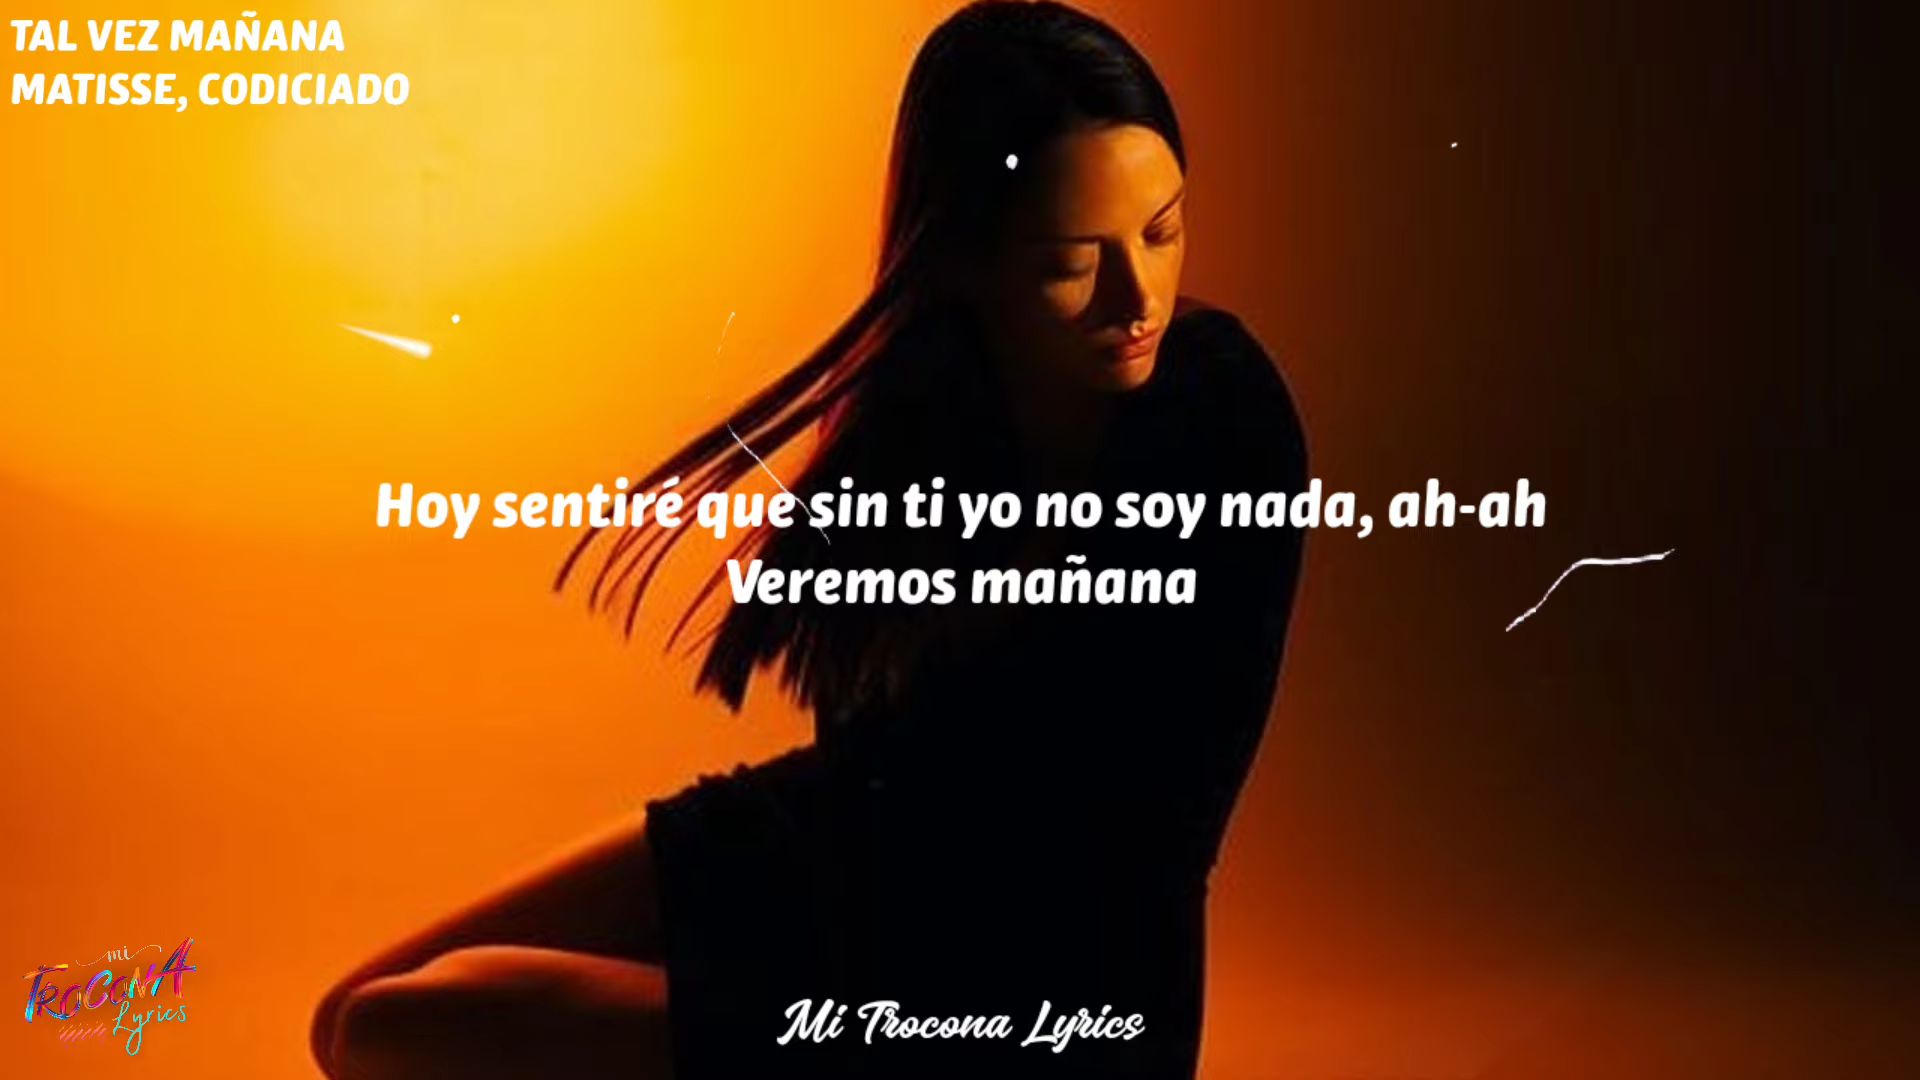 TAL VEZ MAÑANA
MATISSE, CODICIADO
Hoy sentiré que sin ti yo no soy nada, ah-ah
Veremos mañana
mi
TROCONA
Lyrics
Mi Trocona Lyrics